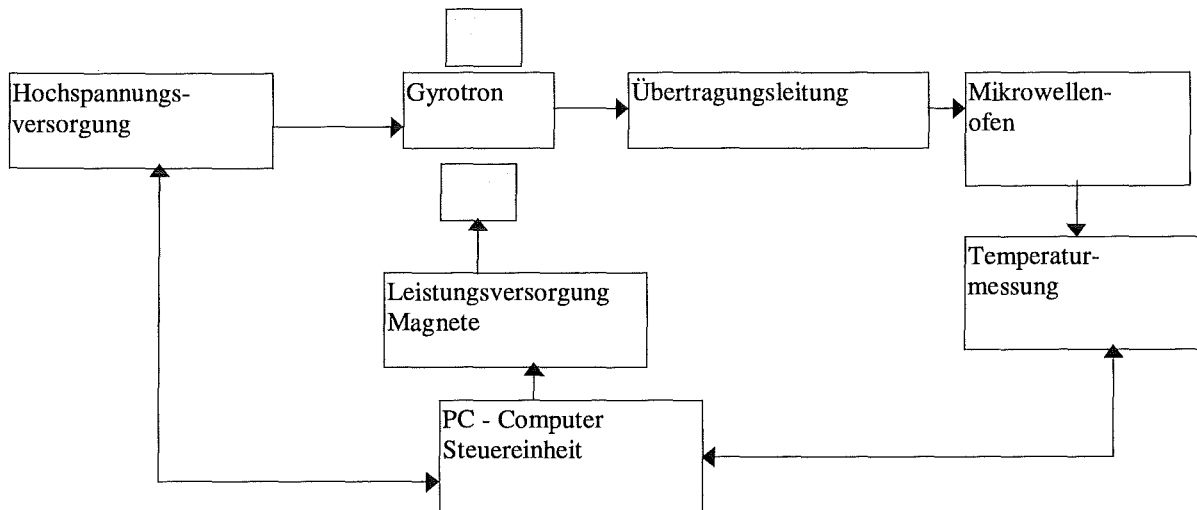 Hochspannungs-
versorgung
Gyrotron
Übertragungsleitung
Mikrowellen-
ofen
Temperatur-
messung
Leistungsversorgung
Magnete
PC - Computer
Steuereinheit